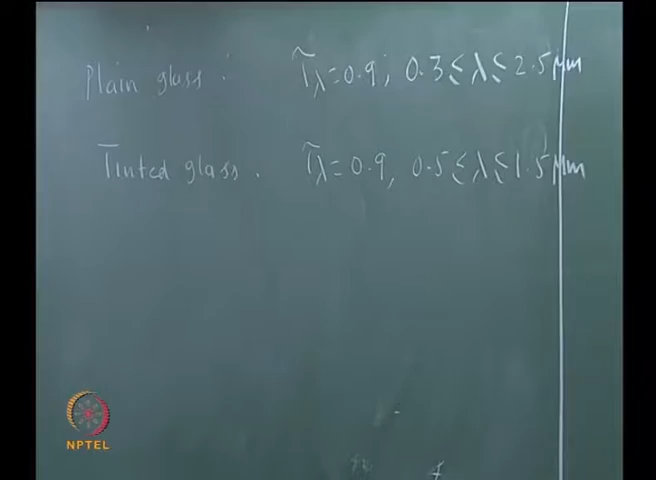 Plain glass : τ̃λ = 0.9 ; 0.3 ≤ λ ≤ 2.5 μm
Tinted glass . τ̃λ = 0.9 , 0.5 ≤ λ ≤ 1.5 μm
NPTEL